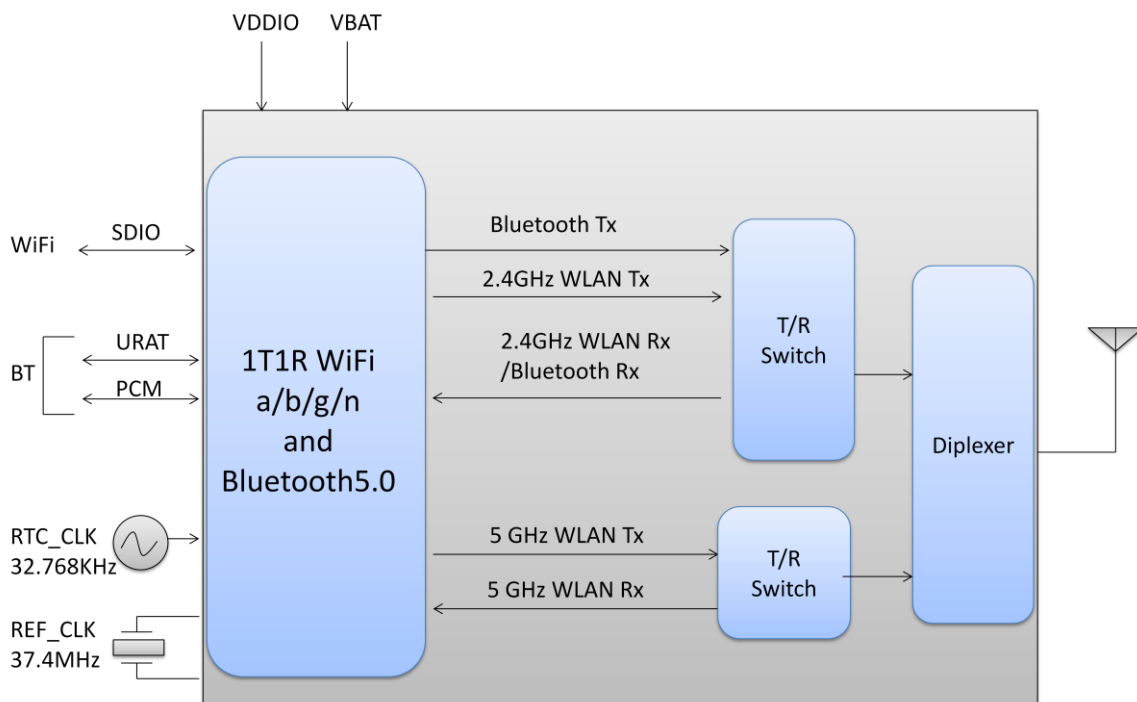 VDDIO
VBAT
WiFi
SDIO
BT
URAT
PCM
RTC_CLK
32.768KHz
REF_CLK
37.4MHz
1T1R WiFi
a/b/g/n
and
Bluetooth5.0
Bluetooth Tx
2.4GHz WLAN Tx
2.4GHz WLAN Rx
/Bluetooth Rx
5 GHz WLAN Tx
5 GHz WLAN Rx
T/R
Switch
T/R
Switch
Diplexer